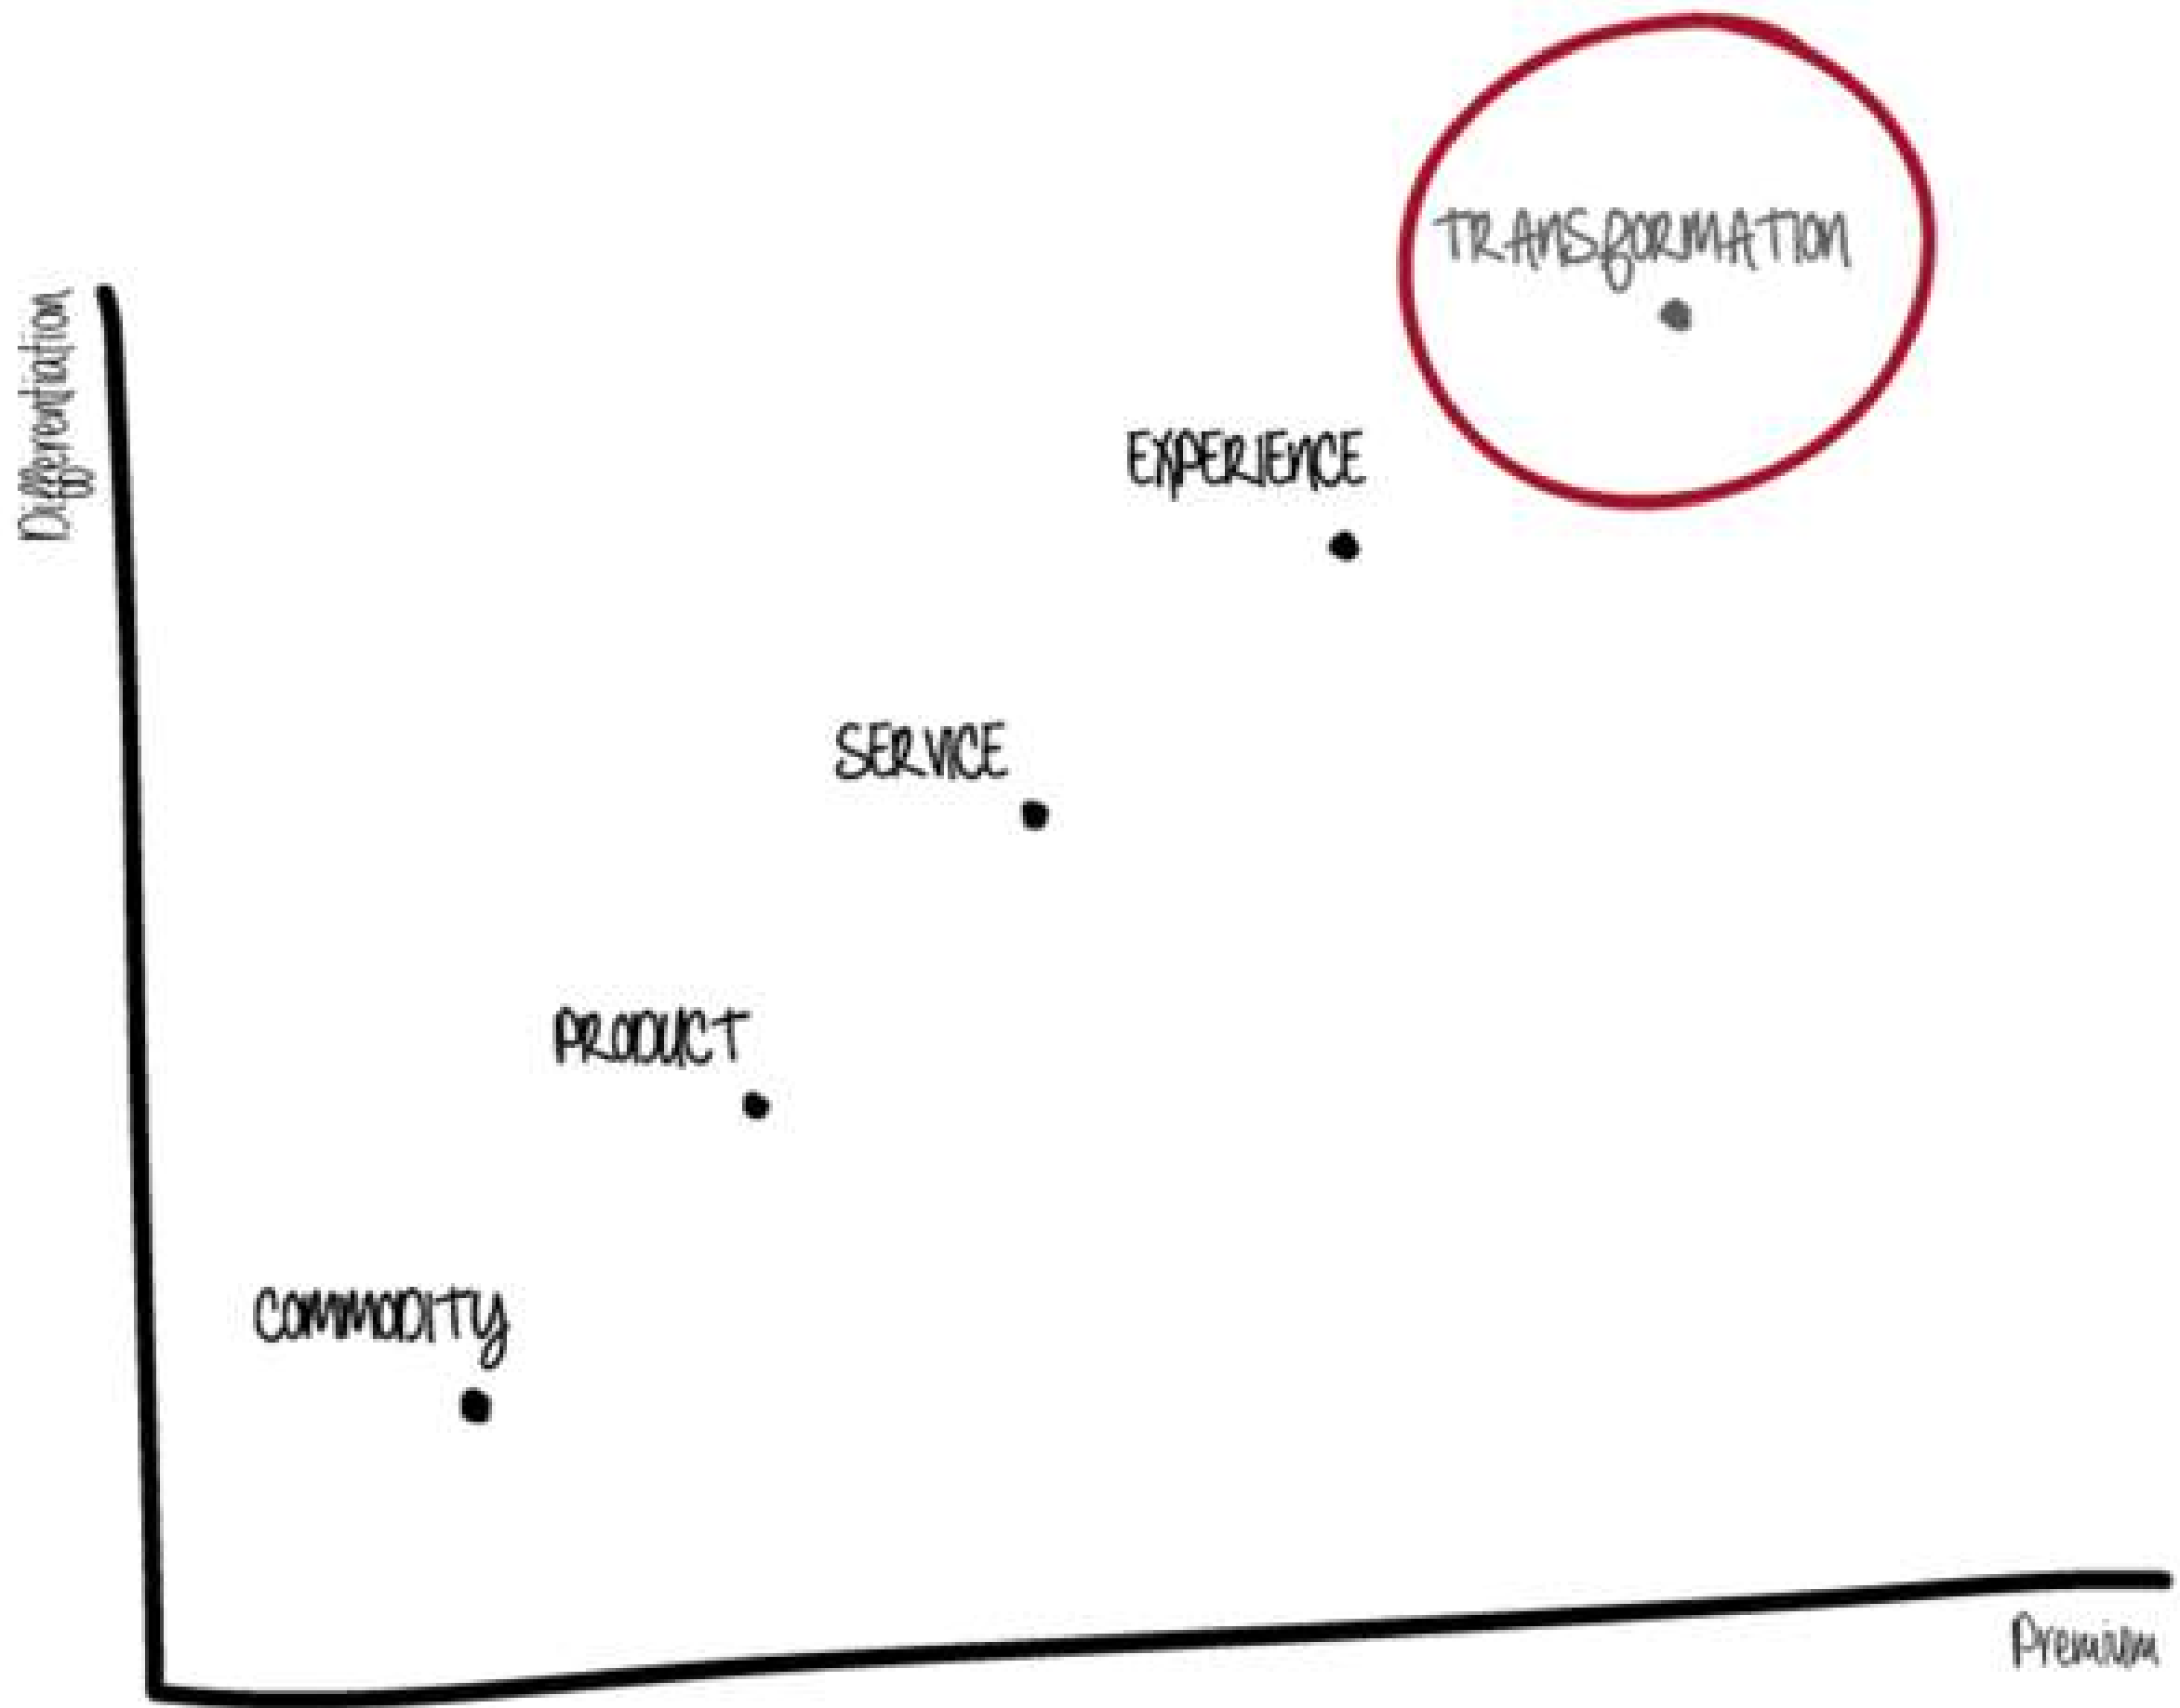 TRANSFORMATION
Differentiation
EXPERIENCE
SERVICE
PRODUCT
COMMODITY
Premium